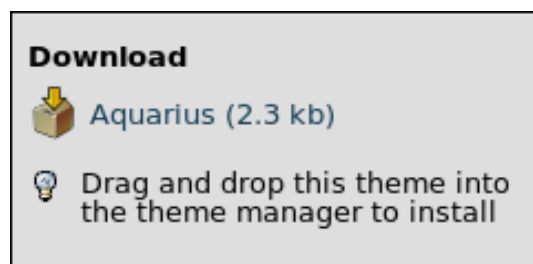 Download
Aquarius (2.3 kb)
Drag and drop this theme into
the theme manager to install